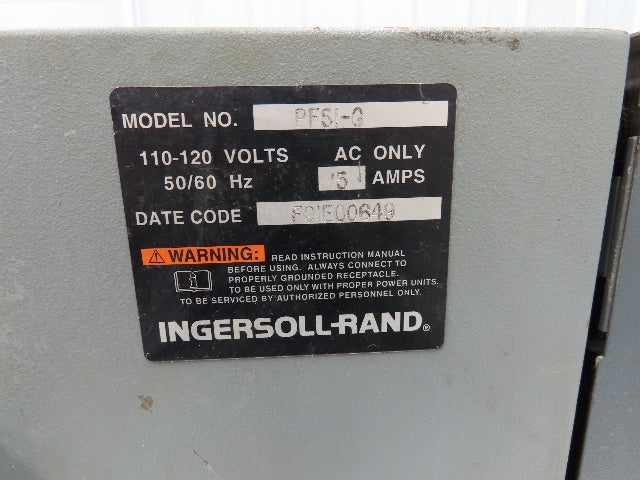 MODEL NO. PFS1-G
110-120 VOLTS AC ONLY
50/60 Hz 5 AMPS
DATE CODE F01E00649
WARNING: READ INSTRUCTION MANUAL
BEFORE USING. ALWAYS CONNECT TO
PROPERLY GROUNDED RECEPTACLE.
TO BE USED ONLY WITH PROPER POWER UNITS.
TO BE SERVICED BY AUTHORIZED PERSONNEL ONLY.
INGERSOLL-RAND®